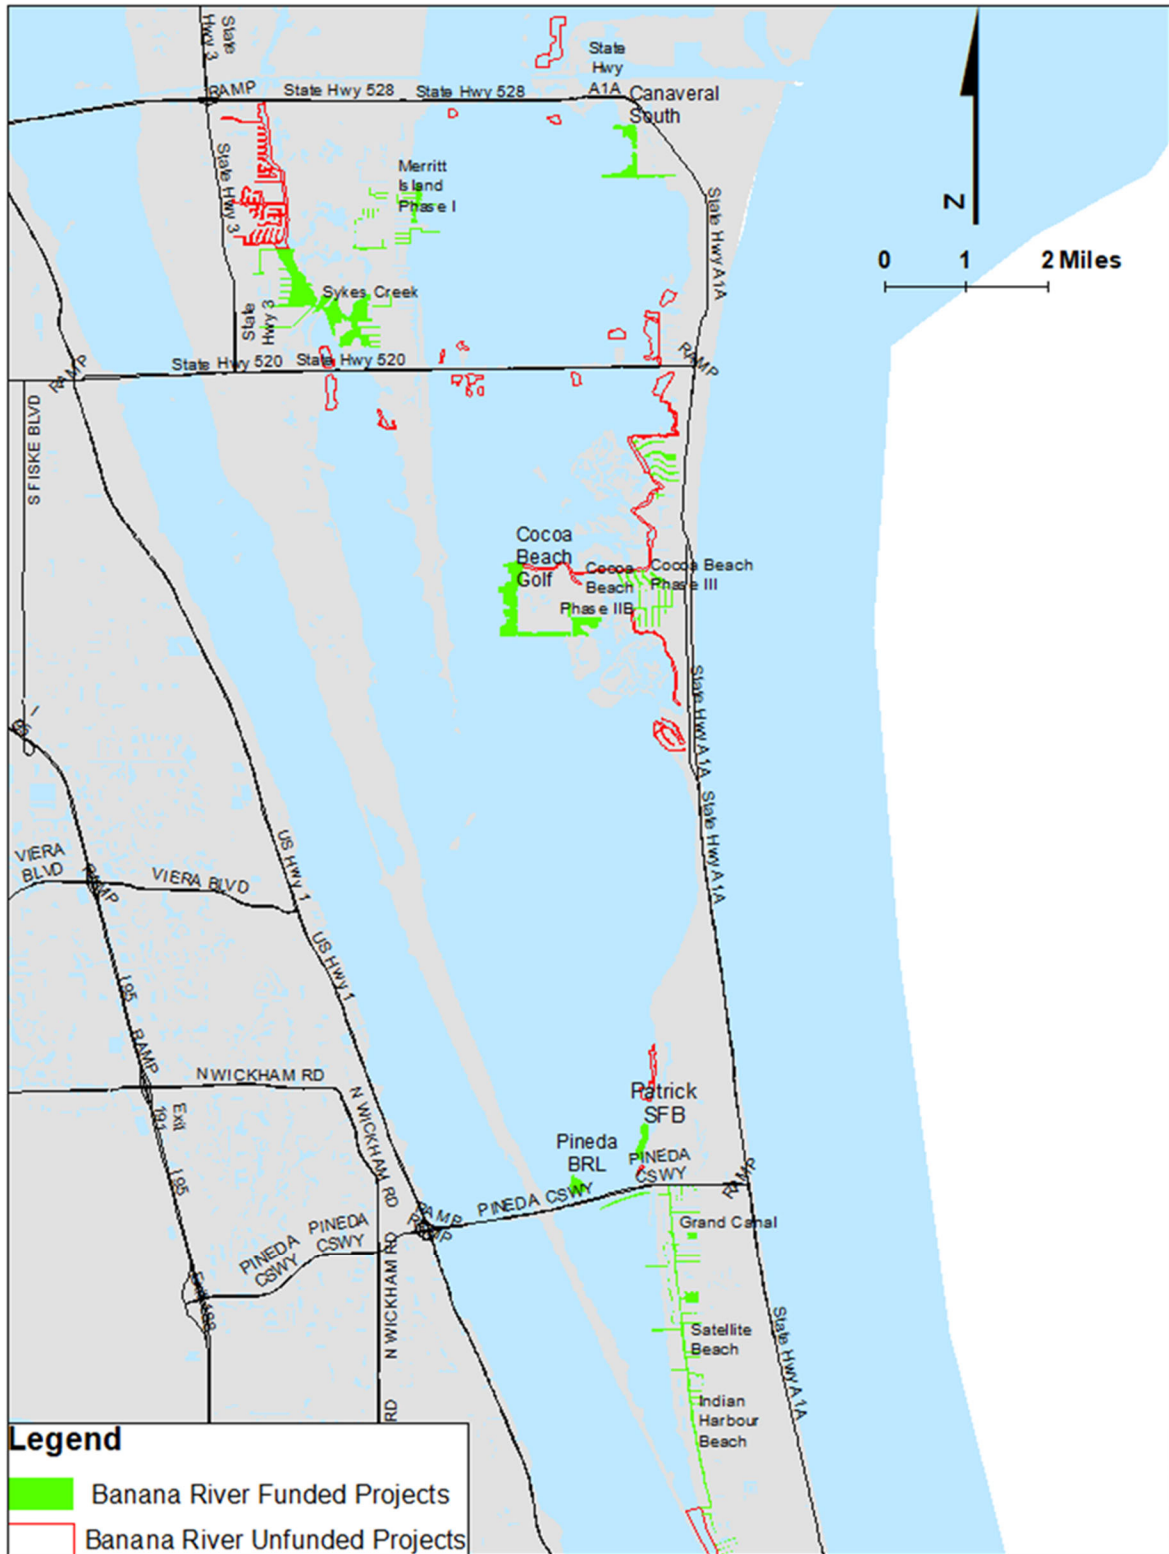 State
Hwy 3
State
Hwy
A1A
RAMP
State Hwy 528
State Hwy 528
Canaveral
South
State Hwy 3
Merritt
Island
Phase I
State Hwy A1A
N
0 1 2 Miles
Sykes Creek
State
Hwy 3
State Hwy 520
State Hwy 520
RAMP
RAMP
S FISKE BLVD
Cocoa
Beach
Golf
Cocoa
Beach
Phase IIB
Cocoa Beach
Phase III
State Hwy A1A
I
95
State Hwy A1A
US Hwy 1
VIERA
BLVD
RAMP
VIERA BLVD
US Hwy 1
I 95
RAMP
N WICKHAM RD
Exit
191
N WICKHAM RD
Patrick
SFB
Pineda
BRL
PINEDA
CSWY
RAMP
I 95
PINEDA CSWY
RAMP
RAMP
Grand Canal
PINEDA
CSWY
PINEDA
CSWY
N WICKHAM RD
Exit 188
Satellite
Beach
State Hwy A1A
Indian
Harbour
Beach
RD
Legend
Banana River Funded Projects
Banana River Unfunded Projects